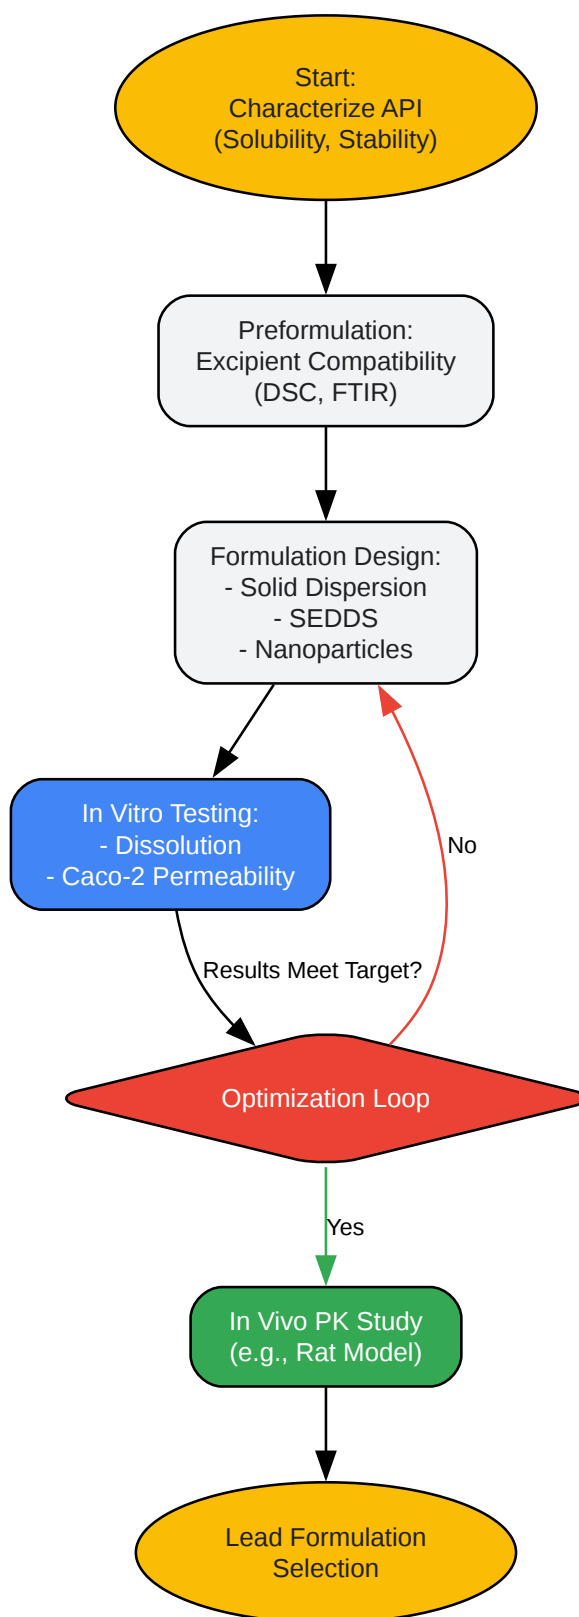 Start:
Characterize API
(Solubility, Stability)
Preformulation:
Excipient Compatibility
(DSC, FTIR)
Formulation Design:
- Solid Dispersion
- SEDDS
- Nanoparticles
In Vitro Testing:
- Dissolution
- Caco-2 Permeability
No
Results Meet Target?
Optimization Loop
Yes
In Vivo PK Study
(e.g., Rat Model)
Lead Formulation
Selection